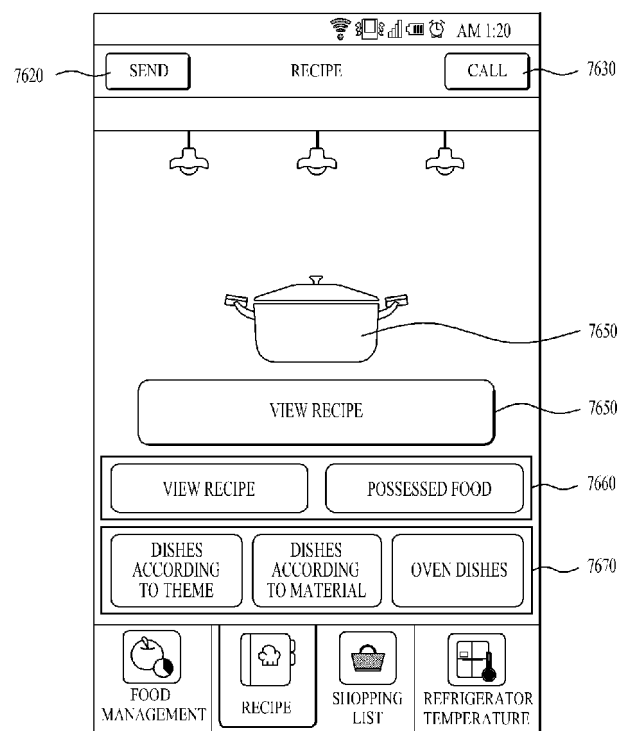 AM 1:20
7620
SEND
RECIPE
CALL
7630
7650
VIEW RECIPE
7650
VIEW RECIPE
POSSESSED FOOD
7660
DISHES
ACCORDING
TO THEME
DISHES
ACCORDING
TO MATERIAL
OVEN DISHES
7670
FOOD
MANAGEMENT
RECIPE
SHOPPING
LIST
REFRIGERATOR
TEMPERATURE